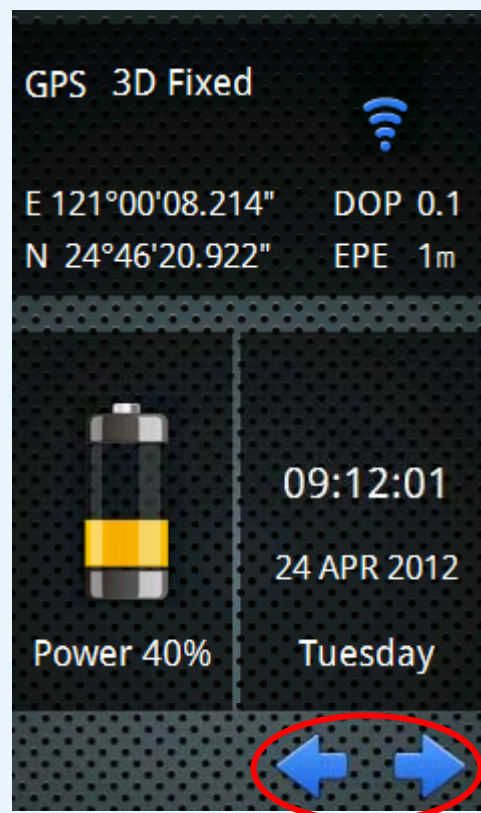 GPS 3D Fixed
E 121°00'08.214" DOP 0.1
N 24°46'20.922" EPE 1m
09:12:01
24 APR 2012
Power 40% Tuesday